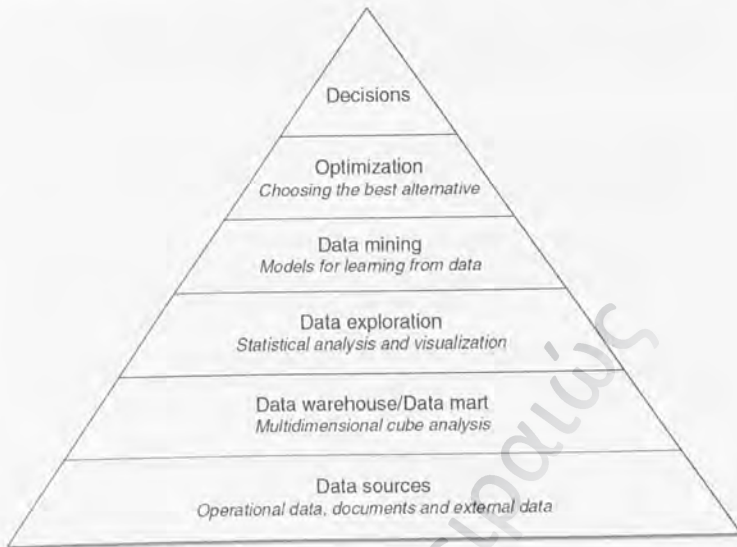 Decisions
Optimization
Choosing the best alternative
Data mining
Models for learning from data
Data exploration
Statistical analysis and visualization
Data warehouse/Data mart
Multidimensional cube analysis
Data sources
Operational data, documents and external data